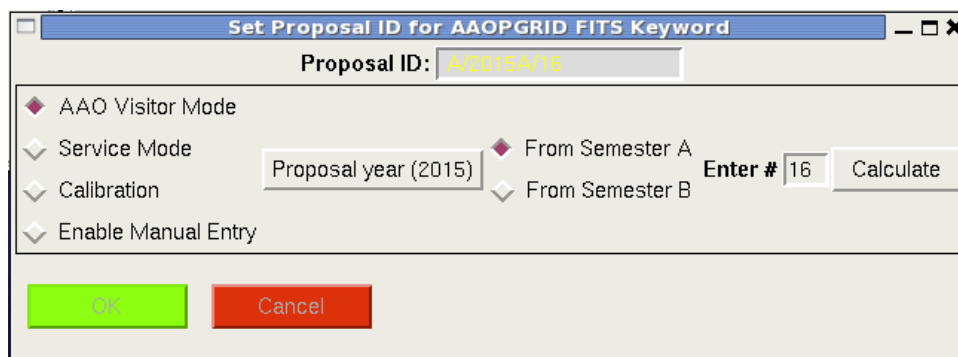 Set Proposal ID for AAOPGRID FITS Keyword
Proposal ID: A/2015A/16
AAO Visitor Mode
Service Mode
Calibration
Enable Manual Entry
Proposal year (2015)
From Semester A
From Semester B
Enter # 16 Calculate
OK Cancel